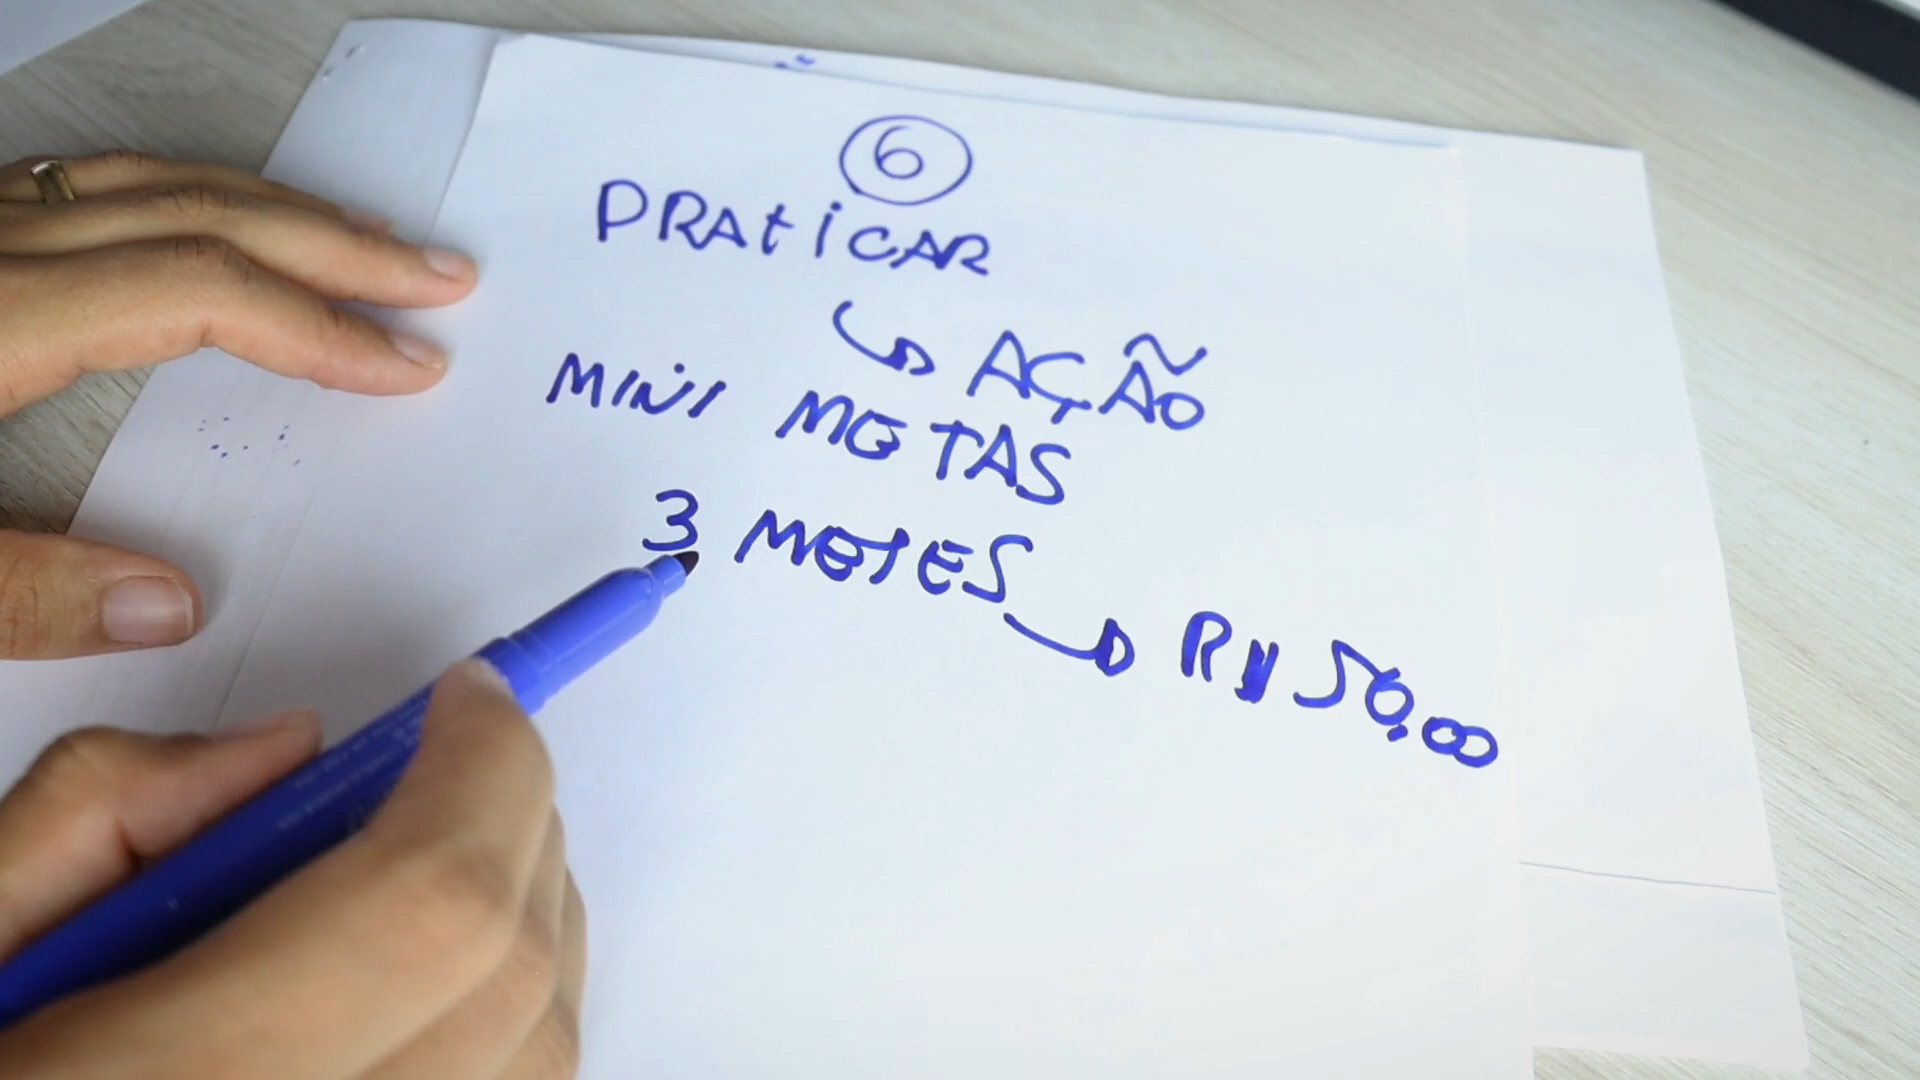 6
PRATICAR
AÇÃO
MINI METAS
3 MESES
R$ 50,00